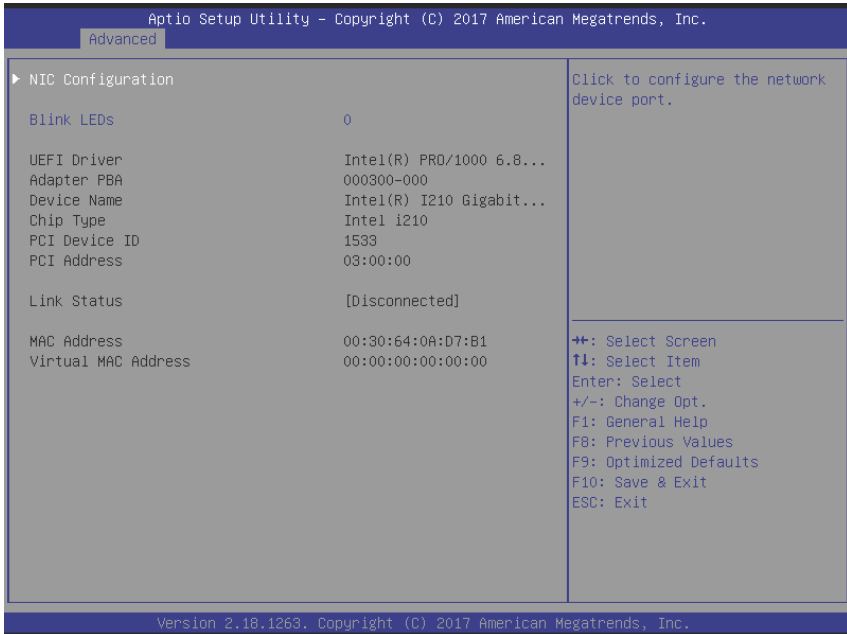 Aptio Setup Utility – Copyright (C) 2017 American Megatrends, Inc.
Advanced
▶ NIC Configuration
Blink LEDs 0
UEFI Driver Intel(R) PRO/1000 6.8...
Adapter PBA 000300-000
Device Name Intel(R) I210 Gigabit...
Chip Type Intel i210
PCI Device ID 1533
PCI Address 03:00:00
Link Status [Disconnected]
MAC Address 00:30:64:0A:D7:B1
Virtual MAC Address 00:00:00:00:00:00
Click to configure the network
device port.
→←: Select Screen
↑↓: Select Item
Enter: Select
+/-: Change Opt.
F1: General Help
F8: Previous Values
F9: Optimized Defaults
F10: Save & Exit
ESC: Exit
Version 2.18.1263. Copyright (C) 2017 American Megatrends, Inc.